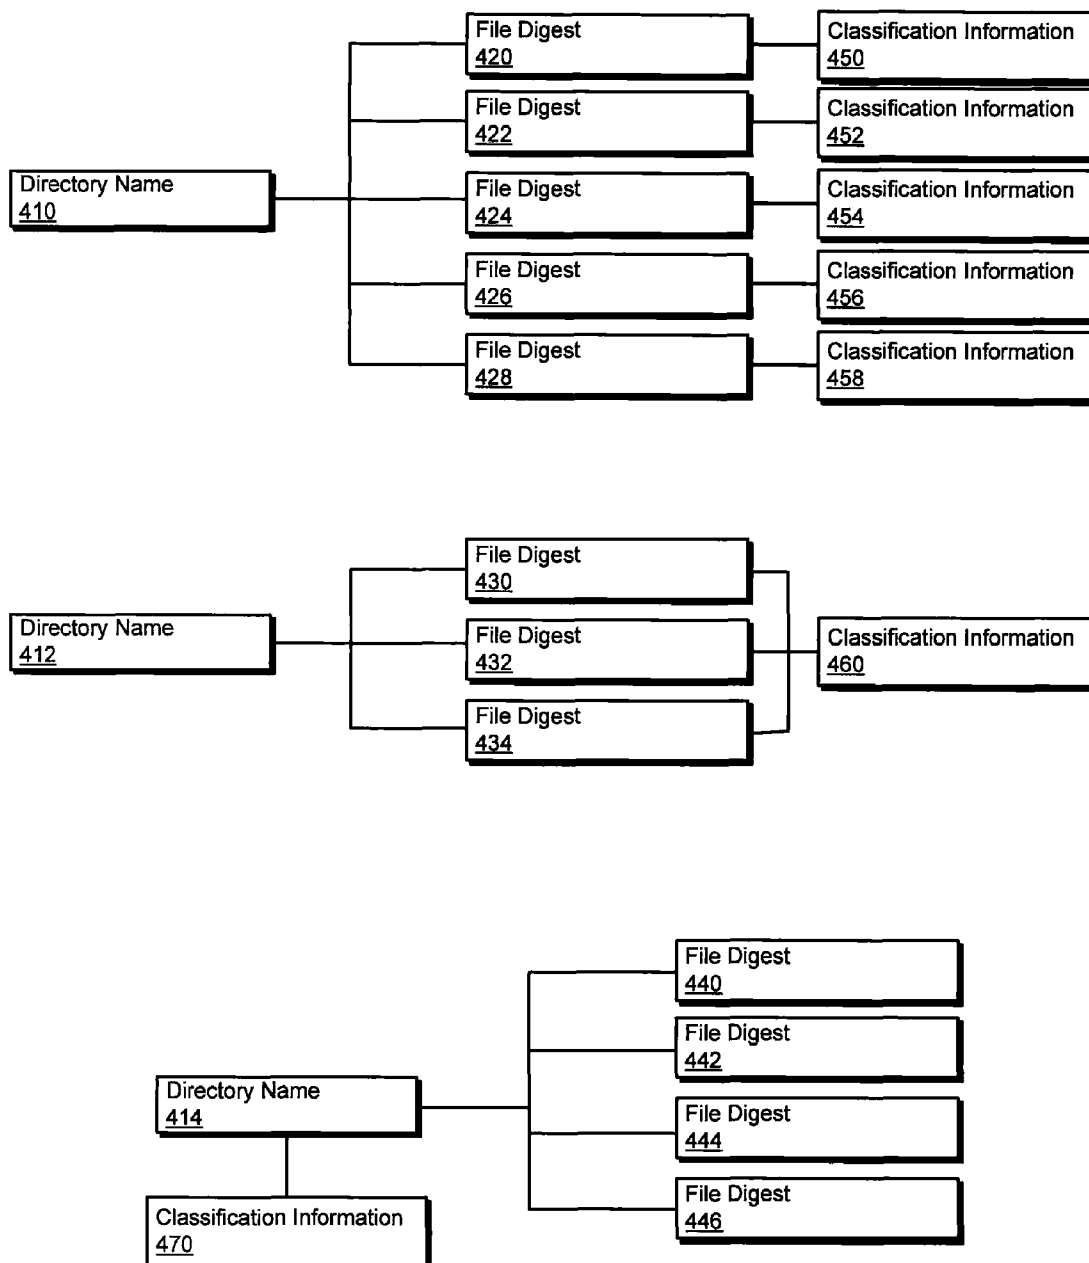 File Digest
420
Classification Information
450
File Digest
422
Classification Information
452
Directory Name
410
File Digest
424
Classification Information
454
File Digest
426
Classification Information
456
File Digest
428
Classification Information
458
File Digest
430
Directory Name
412
File Digest
432
Classification Information
460
File Digest
434
File Digest
440
File Digest
442
Directory Name
414
File Digest
444
File Digest
446
Classification Information
470